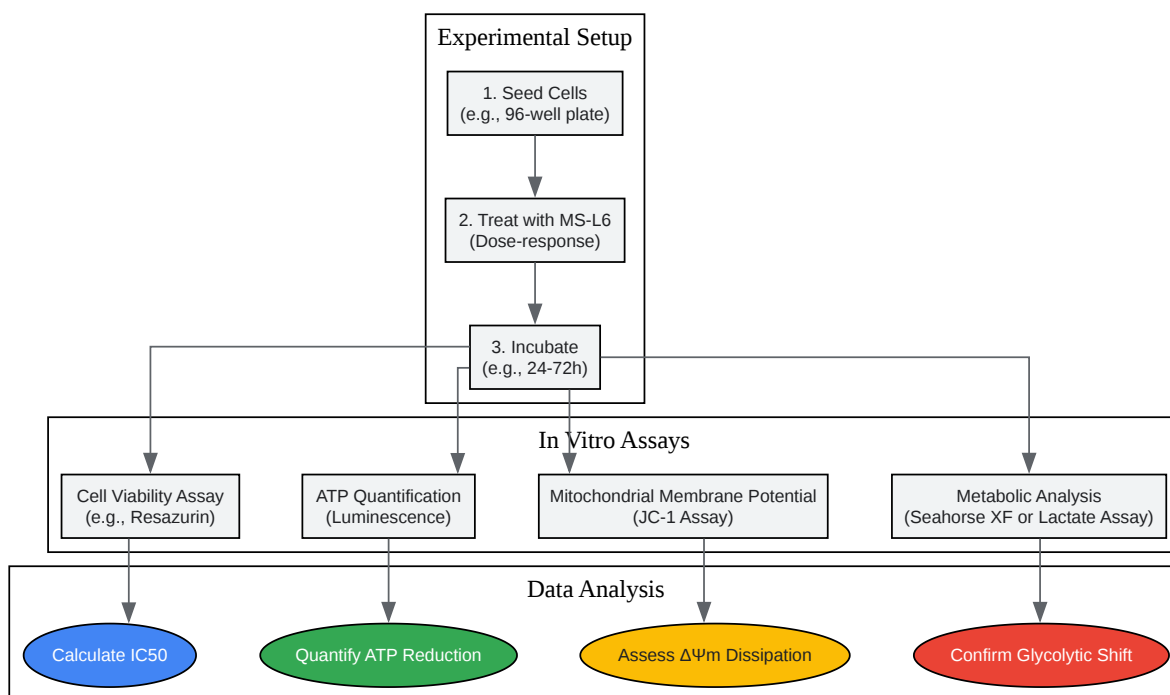 Experimental Setup
1. Seed Cells
(e.g., 96-well plate)
2. Treat with MS-L6
(Dose-response)
3. Incubate
(e.g., 24-72h)
In Vitro Assays
Cell Viability Assay
(e.g., Resazurin)
ATP Quantification
(Luminescence)
Mitochondrial Membrane Potential
(JC-1 Assay)
Metabolic Analysis
(Seahorse XF or Lactate Assay)
Data Analysis
Calculate IC50
Quantify ATP Reduction
Assess ΔΨm Dissipation
Confirm Glycolytic Shift